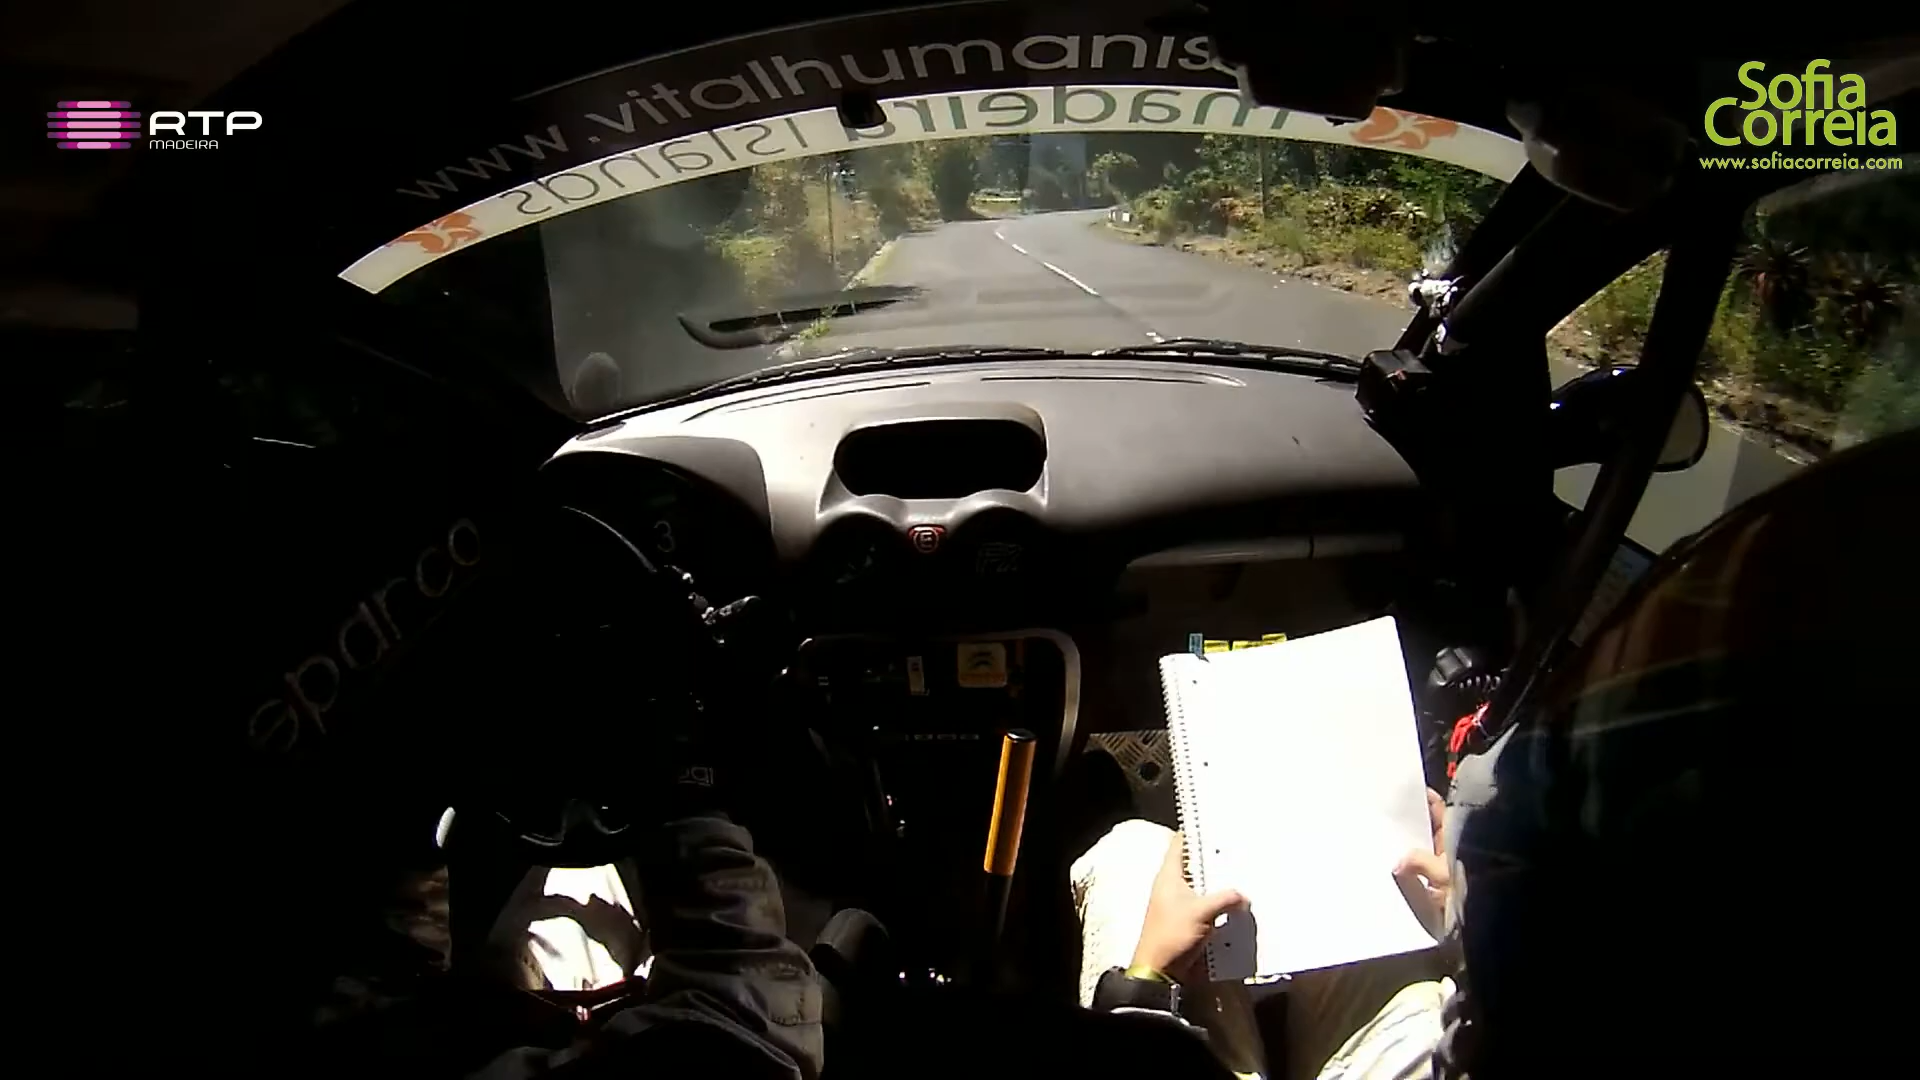 www.vitalhumanis
madeira islands
RTP
MADEIRA
Sofia
Correia
www.sofiacorreia.com
sparco
3